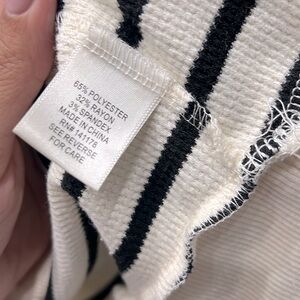 65% POLYESTER
32% RAYON
3% SPANDEX
MADE IN CHINA
RN# 141178
SEE REVERSE
FOR CARE